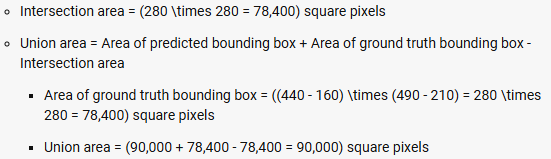 Intersection area = (280 \times 280 = 78,400) square pixels
Union area = Area of predicted bounding box + Area of ground truth bounding box -
Intersection area
Area of ground truth bounding box = ((440 - 160) \times (490 - 210) = 280 \times
280 = 78,400) square pixels
Union area = (90,000 + 78,400 - 78,400 = 90,000) square pixels